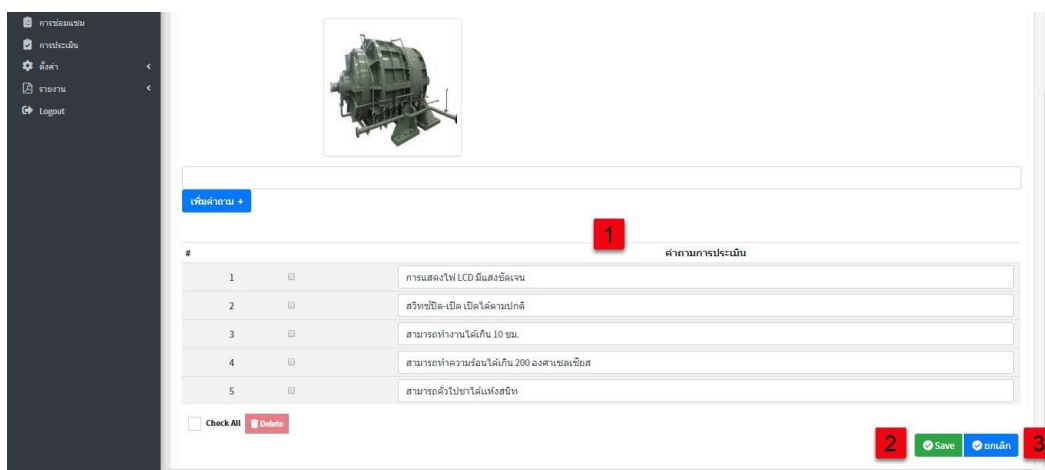 การซ่อมแซม
การประเมิน
ตั้งค่า
รายงาน
Logout
เพิ่มคำถาม +
1
# คำถามการประเมิน
1 การแสดงไฟ LCD มีแสงชัดเจน
2 สวิทช์ปิด-เปิด เปิดได้ตามปกติ
3 สามารถทำงานได้เกิน 10 ชม.
4 สามารถทำความร้อนได้เกิน 200 องศาเซลเซียส
5 สามารถคั่วใบชาได้แห้งสนิท
Check All Delete
2 Save ยกเลิก 3